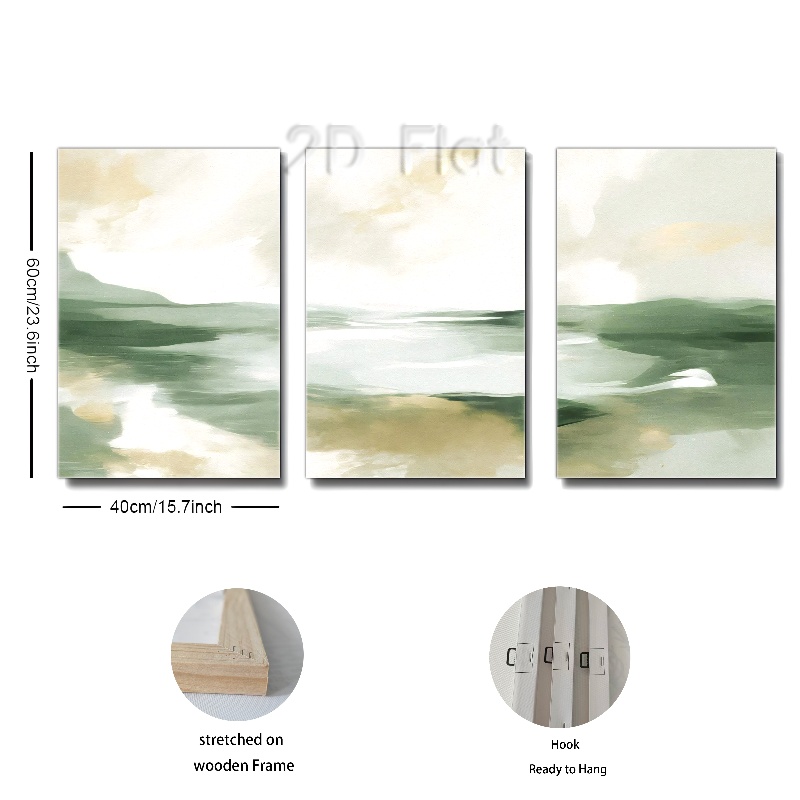 2D Flat
60cm/23.6inch
40cm/15.7inch
stretched on
wooden Frame
Hook
Ready to Hang